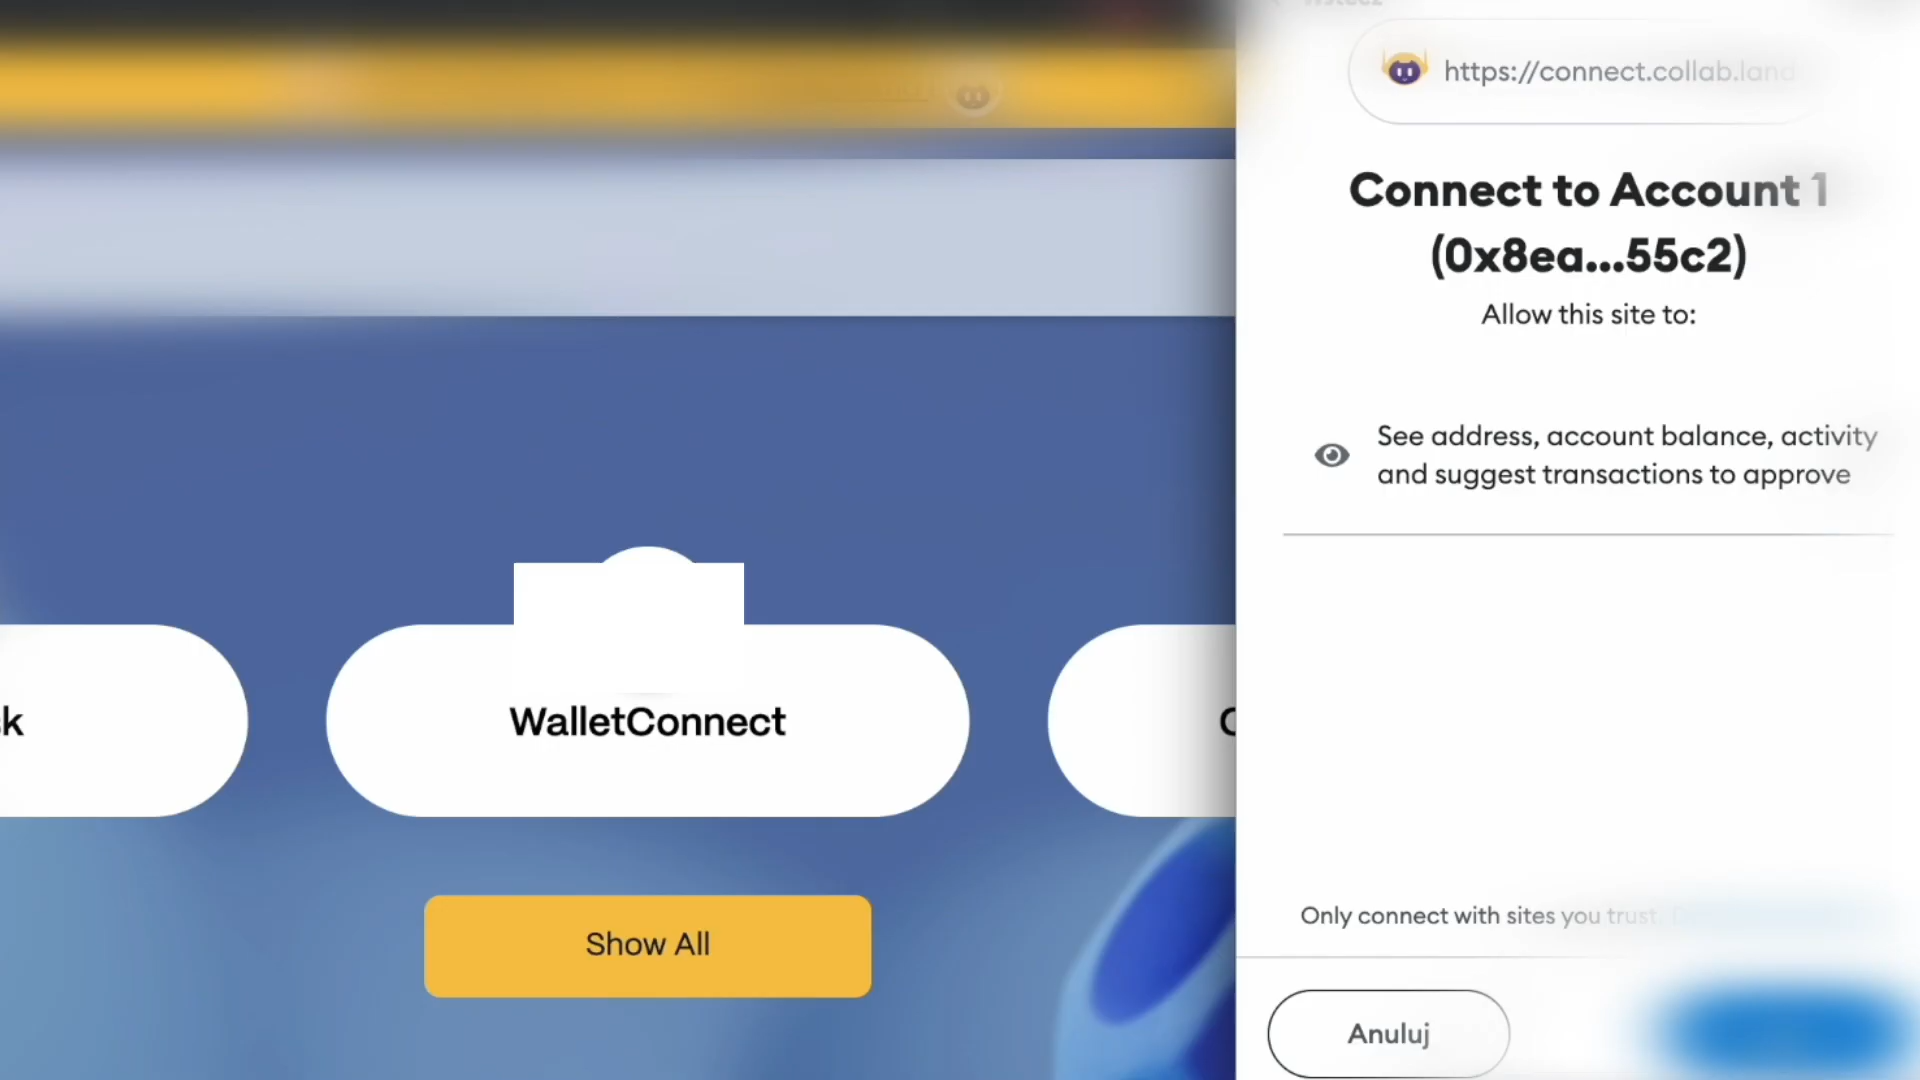 https://connect.collab.land
Connect to Account 1
(0x8ea...55c2)
Allow this site to:
See address, account balance, activity
and suggest transactions to approve
sk
WalletConnect
Show All
Only connect with sites you trust.
Anuluj